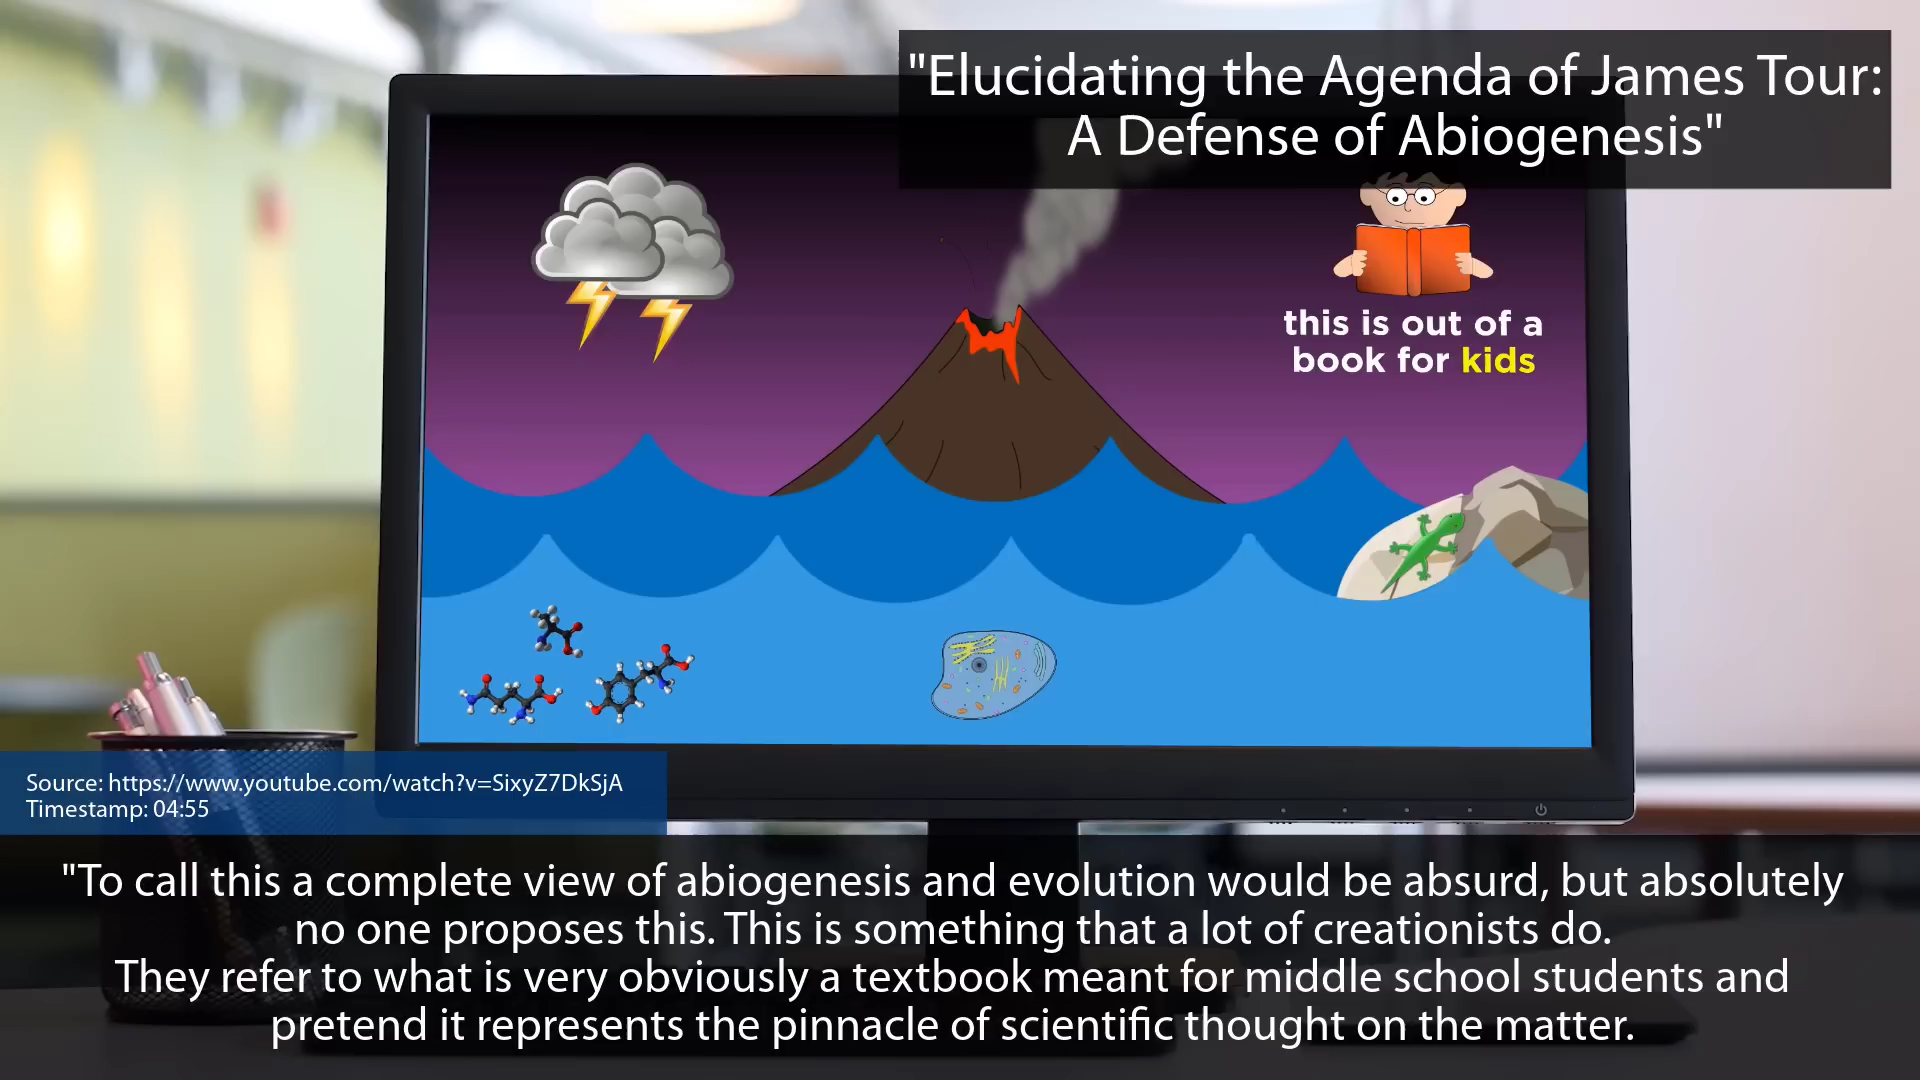 "Elucidating the Agenda of James Tour:
A Defense of Abiogenesis"
this is out of a
book for kids
Source: https://www.youtube.com/watch?v=SixyZ7DkSjA
Timestamp: 04:55
"To call this a complete view of abiogenesis and evolution would be absurd, but absolutely
no one proposes this. This is something that a lot of creationists do.
They refer to what is very obviously a textbook meant for middle school students and
pretend it represents the pinnacle of scientific thought on the matter.